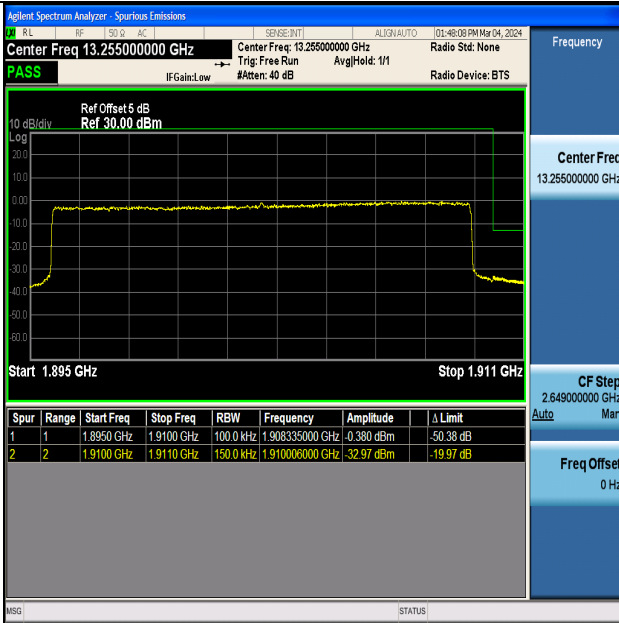 Agilent Spectrum Analyzer - Spurious Emissions
RL RF 50 Ω AC SENSE:INT ALIGN AUTO 01:48:08 PM Mar 04, 2024
Center Freq 13.255000000 GHz
Center Freq: 13.255000000 GHz
Radio Std: None
Trig: Free Run Avg|Hold: 1/1
PASS
IFGain:Low
#Atten: 40 dB
Radio Device: BTS
Ref Offset 5 dB
10 dB/div Ref 30.00 dBm
Log
20.0
10.0
0.00
-10.0
-20.0
-30.0
-40.0
-50.0
-60.0
Start 1.895 GHz Stop 1.911 GHz
Spur Range Start Freq Stop Freq RBW Frequency Amplitude Δ Limit
1 1 1.8950 GHz 1.9100 GHz 100.0 kHz 1.908335000 GHz -0.380 dBm -50.38 dB
2 2 1.9100 GHz 1.9110 GHz 150.0 kHz 1.910006000 GHz -32.97 dBm -19.97 dB
MSG STATUS
Frequency
Center Freq
13.255000000 GHz
CF Step
2.649000000 GHz
Auto Man
Freq Offset
0 Hz